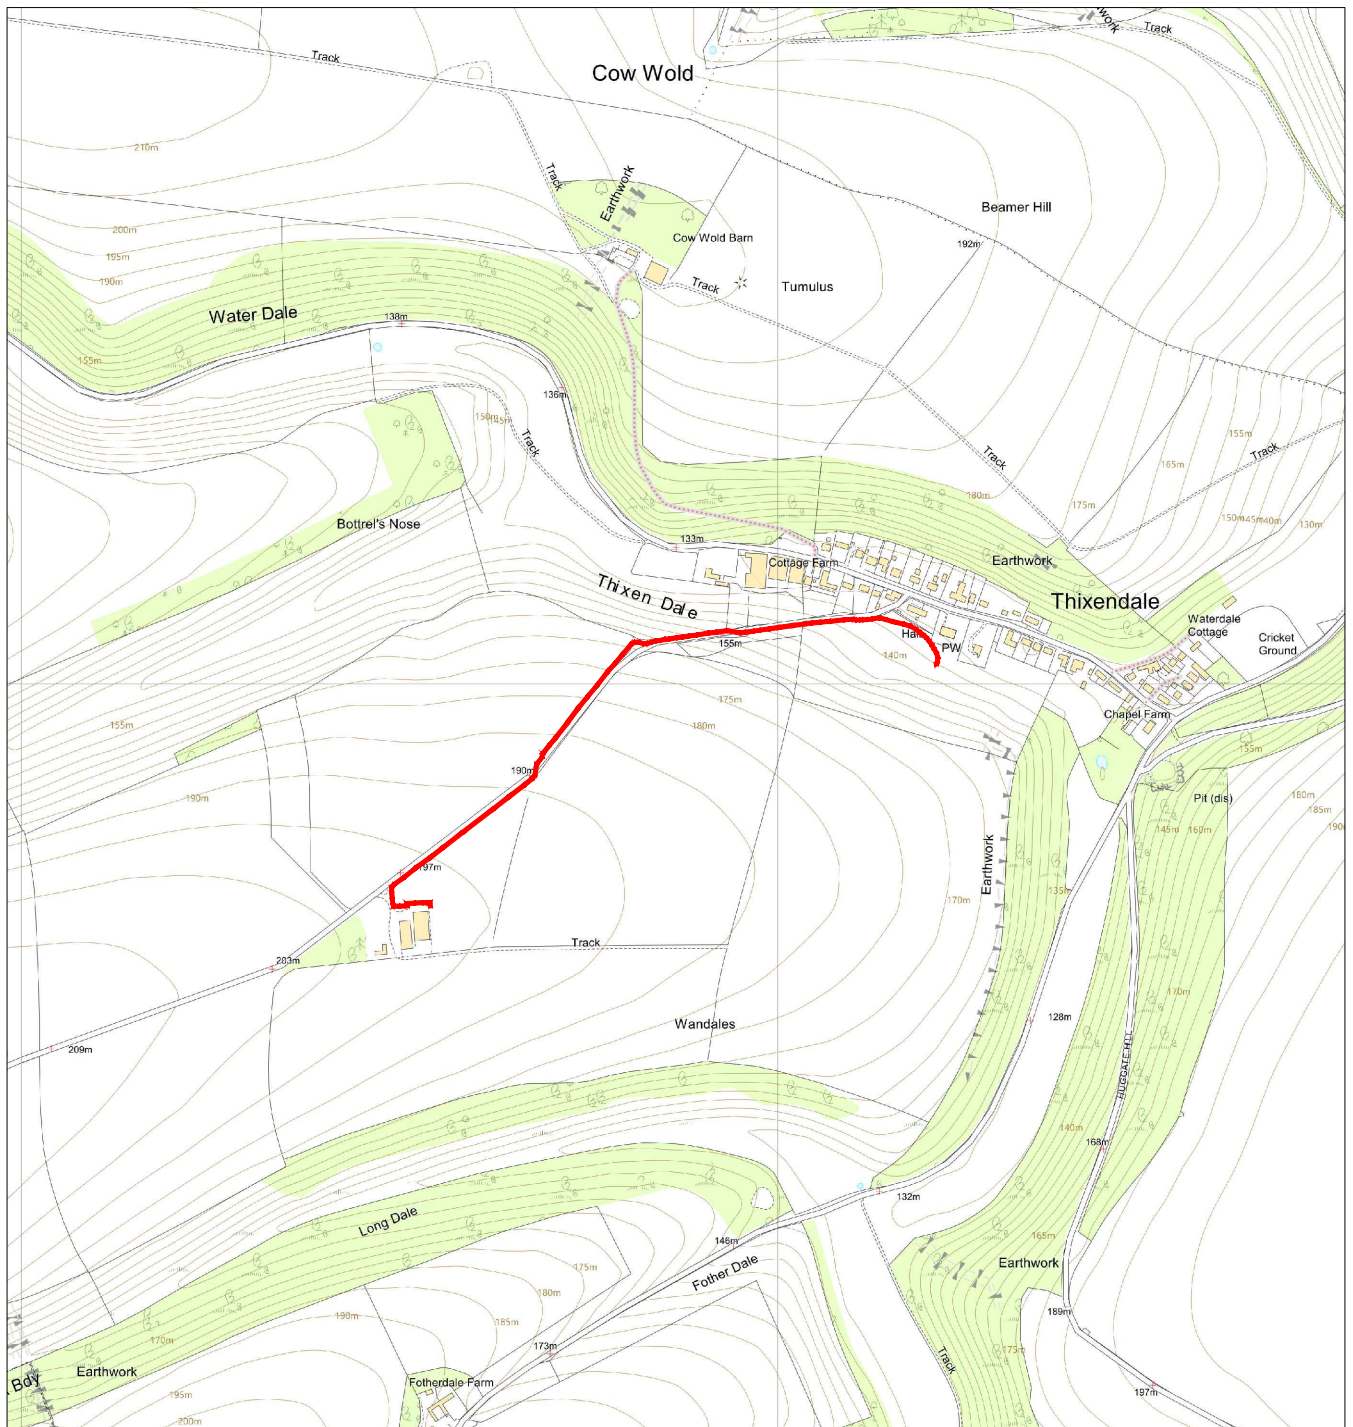 Track
Track
Cow Wold
210m
Track
Earthwork
Beamer Hill
200m
195m
190m
Cow Wold Barn
192m
Track
Tumulus
Water Dale
138m
155m
136m
150m
145m
Track
155m
Track
Track
165m
180m
175m
150m
145m
140m
130m
Bottrel's Nose
133m
Cottage Farm
Earthwork
Thixen Dale
Thixendale
Waterdale
Cottage
Cricket
Ground
155m
PW
140m
175m
180m
155m
Chapel Farm
155m
190m
190m
Pit (dis)
180m
185m
145m
160m
197m
Earthwork
135m
170m
Track
203m
170m
Wandales
128m
209m
HUGGATE HILL
140m
168m
132m
Long Dale
146m
165m
Fother Dale
Earthwork
175m
180m
190m
185m
189m
170m
173m
175m
Track
Earthwork
Bdy
Fotherdale Farm
195m
200m
197m